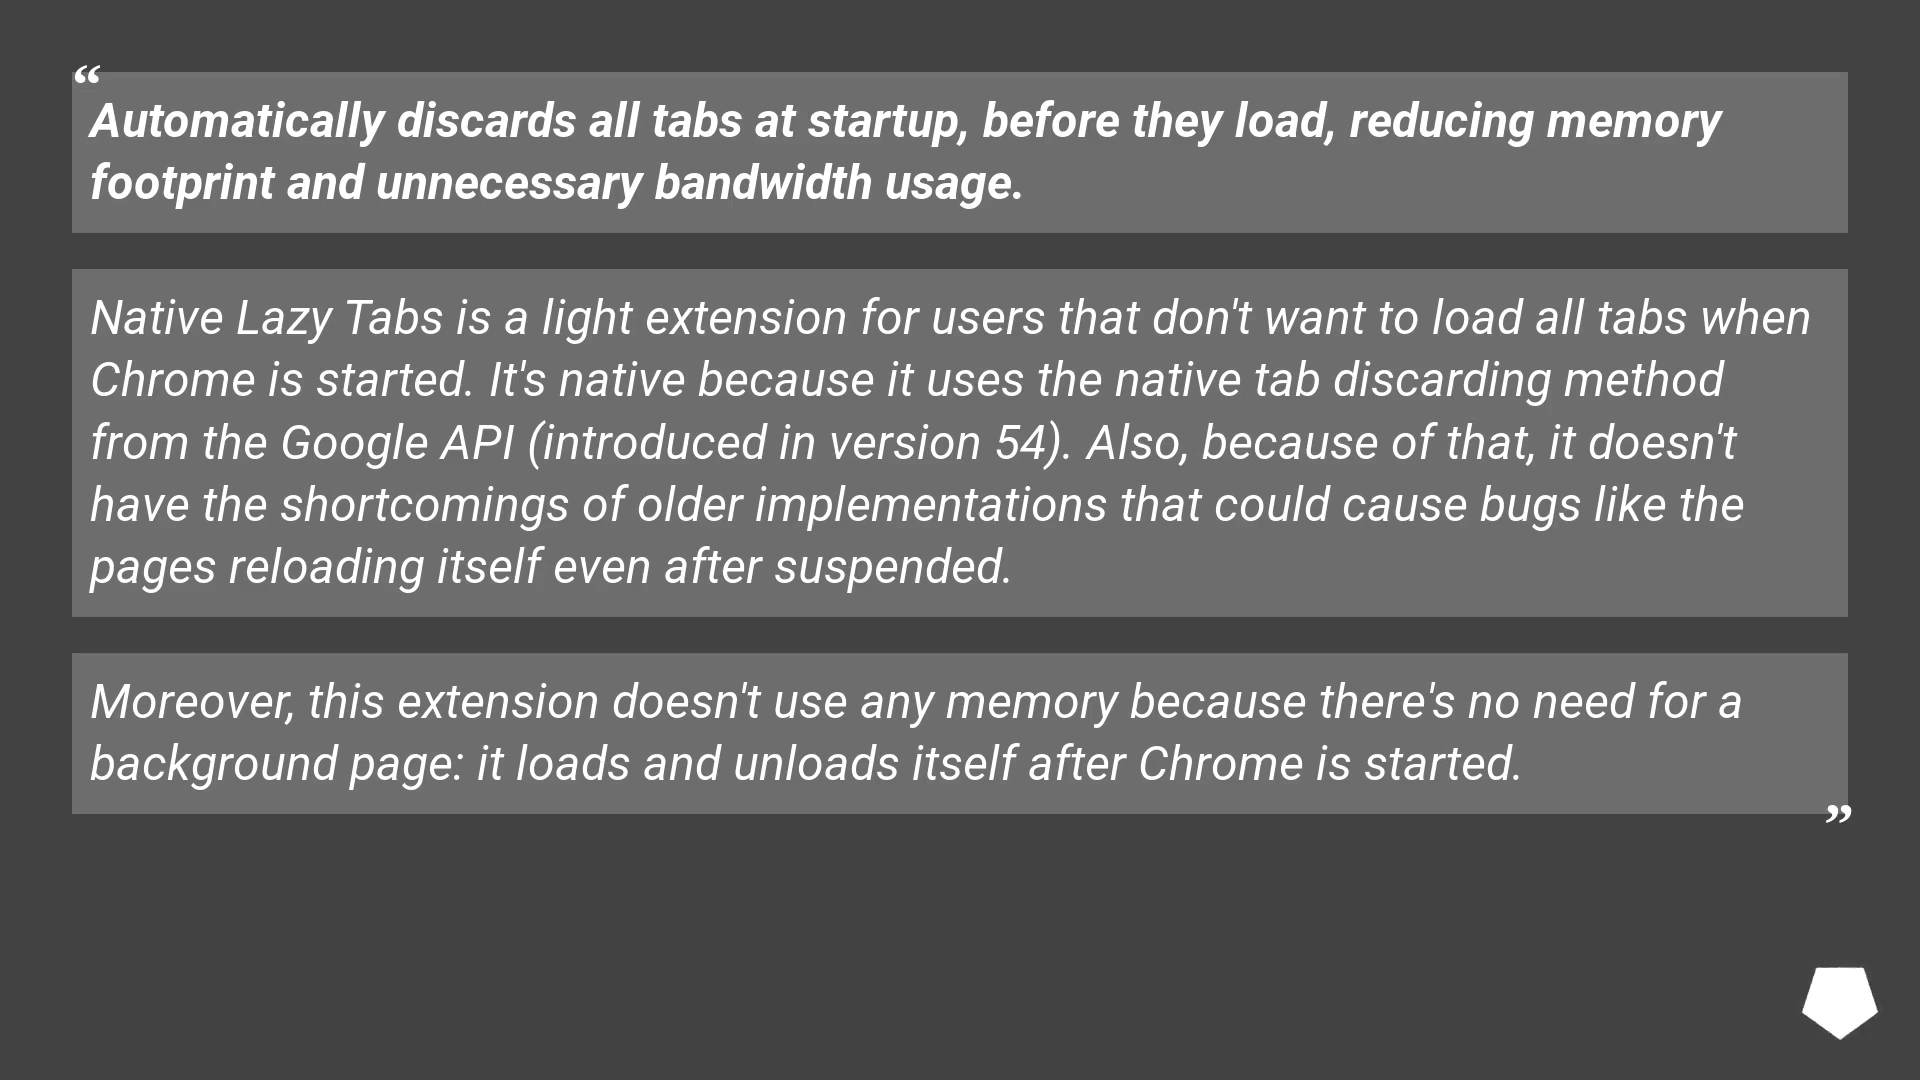 “
Automatically discards all tabs at startup, before they load, reducing memory
footprint and unnecessary bandwidth usage.
Native Lazy Tabs is a light extension for users that don't want to load all tabs when
Chrome is started. It's native because it uses the native tab discarding method
from the Google API (introduced in version 54). Also, because of that, it doesn't
have the shortcomings of older implementations that could cause bugs like the
pages reloading itself even after suspended.
Moreover, this extension doesn't use any memory because there's no need for a
background page: it loads and unloads itself after Chrome is started.
”